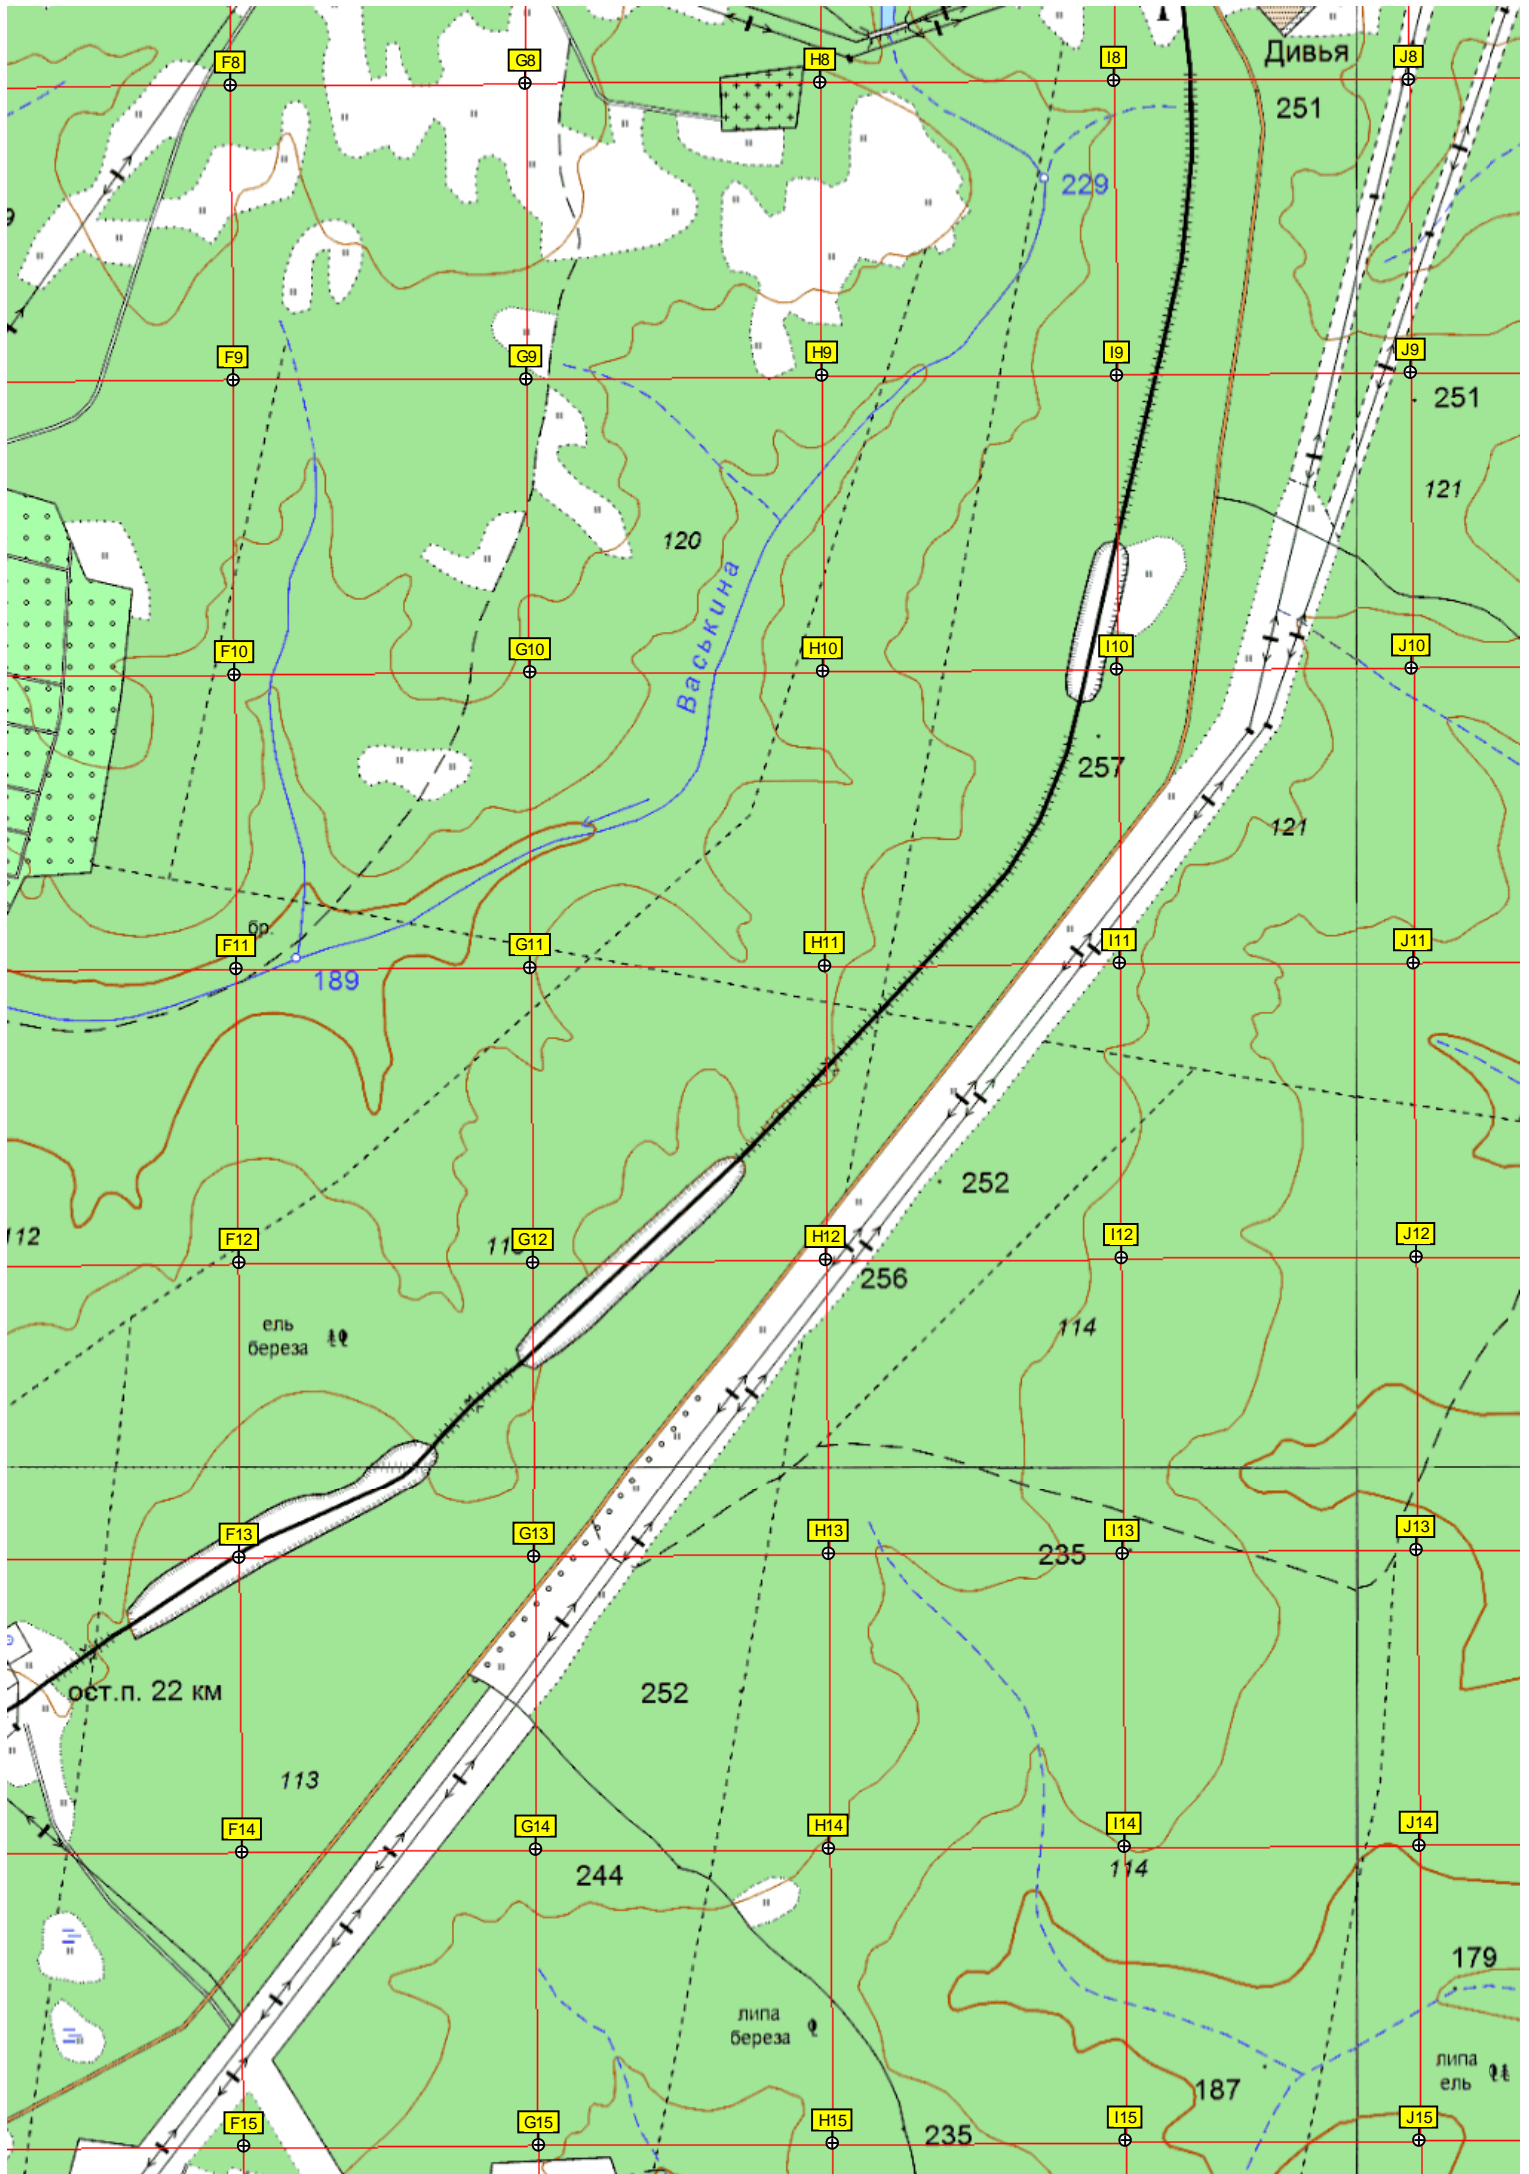 Дивья
F8
G8
H8
I8
J8
251
229
F9
G9
H9
I9
J9
251
121
120
Васькина
F10
G10
H10
I10
J10
257
121
бр.
F11
G11
H11
I11
J11
189
252
112
F12
G12
H12
I12
J12
256
ель
береза
114
F13
G13
H13
I13
J13
235
ост.п. 22 км
252
113
F14
G14
H14
I14
J14
244
114
179
липа
береза
липа
ель
187
F15
G15
H15
I15
J15
235